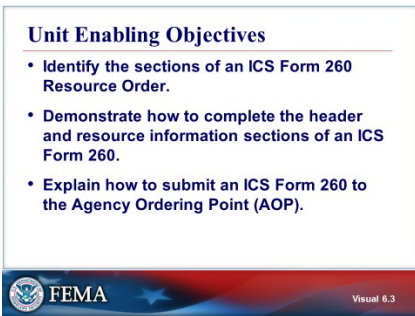 Unit Enabling Objectives
• Identify the sections of an ICS Form 260
Resource Order.
• Demonstrate how to complete the header
and resource information sections of an ICS
Form 260.
• Explain how to submit an ICS Form 260 to
the Agency Ordering Point (AOP).
FEMA
Visual 6.3